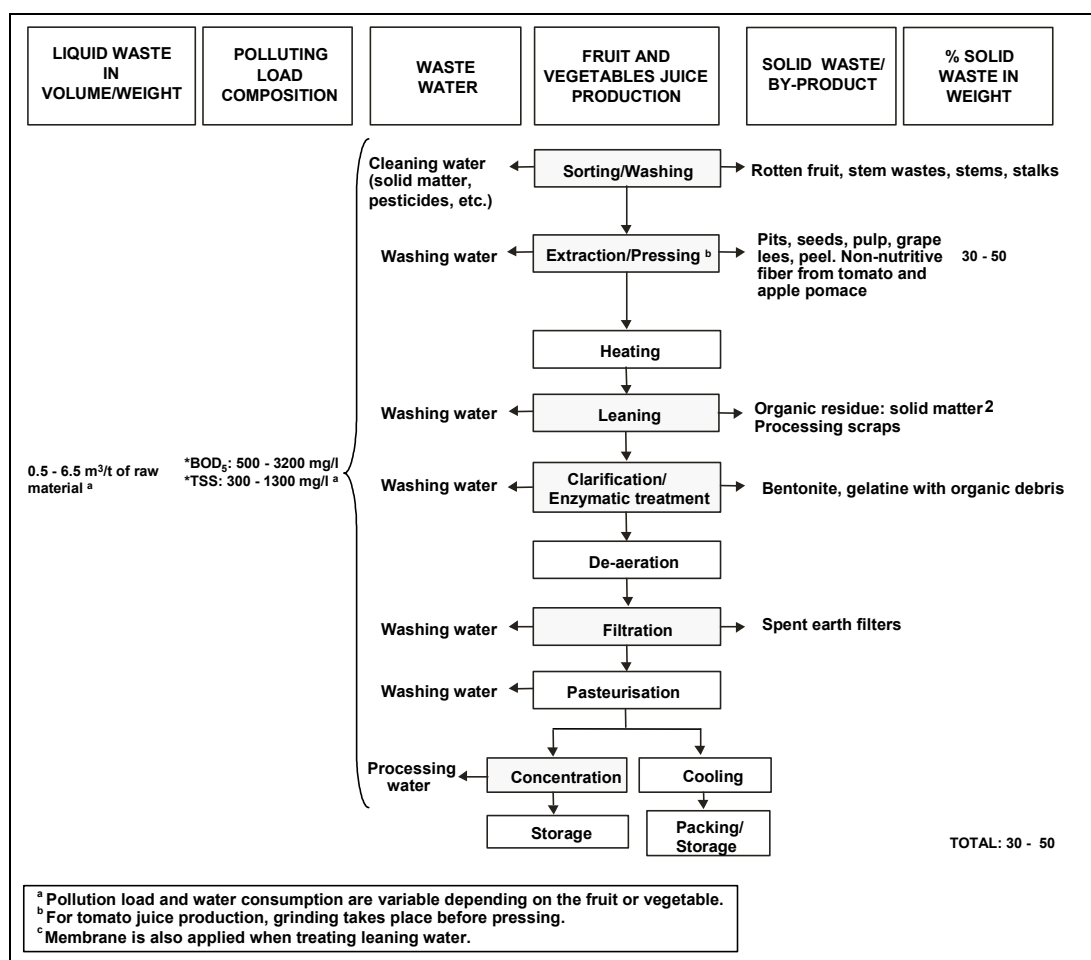 LIQUID WASTE
IN
VOLUME/WEIGHT
POLLUTING
LOAD
COMPOSITION
WASTE
WATER
FRUIT AND
VEGETABLES JUICE
PRODUCTION
SOLID WASTE/
BY-PRODUCT
% SOLID
WASTE IN
WEIGHT
Cleaning water
(solid matter,
pesticides, etc.)
Sorting/Washing
Rotten fruit, stem wastes, stems, stalks
Washing water
Extraction/Pressing ᵇ
Pits, seeds, pulp, grape
lees, peel. Non-nutritive
fiber from tomato and
apple pomace
30 - 50
Heating
Washing water
Leaning
Organic residue: solid matter 2
Processing scraps
0.5 - 6.5 m³/t of raw
material ᵃ
*BOD₅: 500 - 3200 mg/l
*TSS: 300 - 1300 mg/l ᵃ
Washing water
Clarification/
Enzymatic treatment
Bentonite, gelatine with organic debris
De-aeration
Washing water
Filtration
Spent earth filters
Washing water
Pasteurisation
Processing
water
Concentration
Cooling
Storage
Packing/
Storage
TOTAL: 30 - 50
ᵃ Pollution load and water consumption are variable depending on the fruit or vegetable.
ᵇ For tomato juice production, grinding takes place before pressing.
ᶜ Membrane is also applied when treating leaning water.